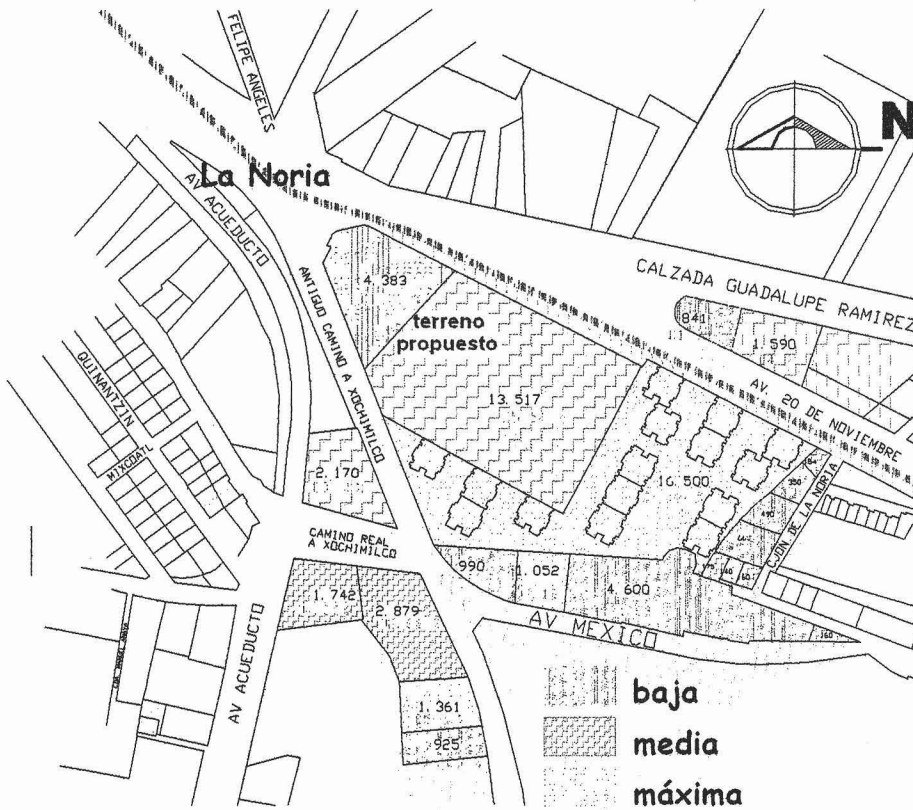 FELIPE ANGELES
N
La Noria
AV ACUEDUCTO
CALZADA GUADALUPE RAMIREZ
4. 383
ANTIGUO CAMINO A XOCHIMILCO
terreno
propuesto
841
1. 590
AV. 20 DE NOVIEMBRE
QUINANTZIN
13. 517
MIXCOATL
2. 170
16. 500
CJON DE LA NORIA
CAMINO REAL
A XOCHIMILCO
990
1. 052
4. 600
1. 742
2. 879
AV MEXICO
160
AV ACUEDUCTO
baja
1. 361
media
925
máxima